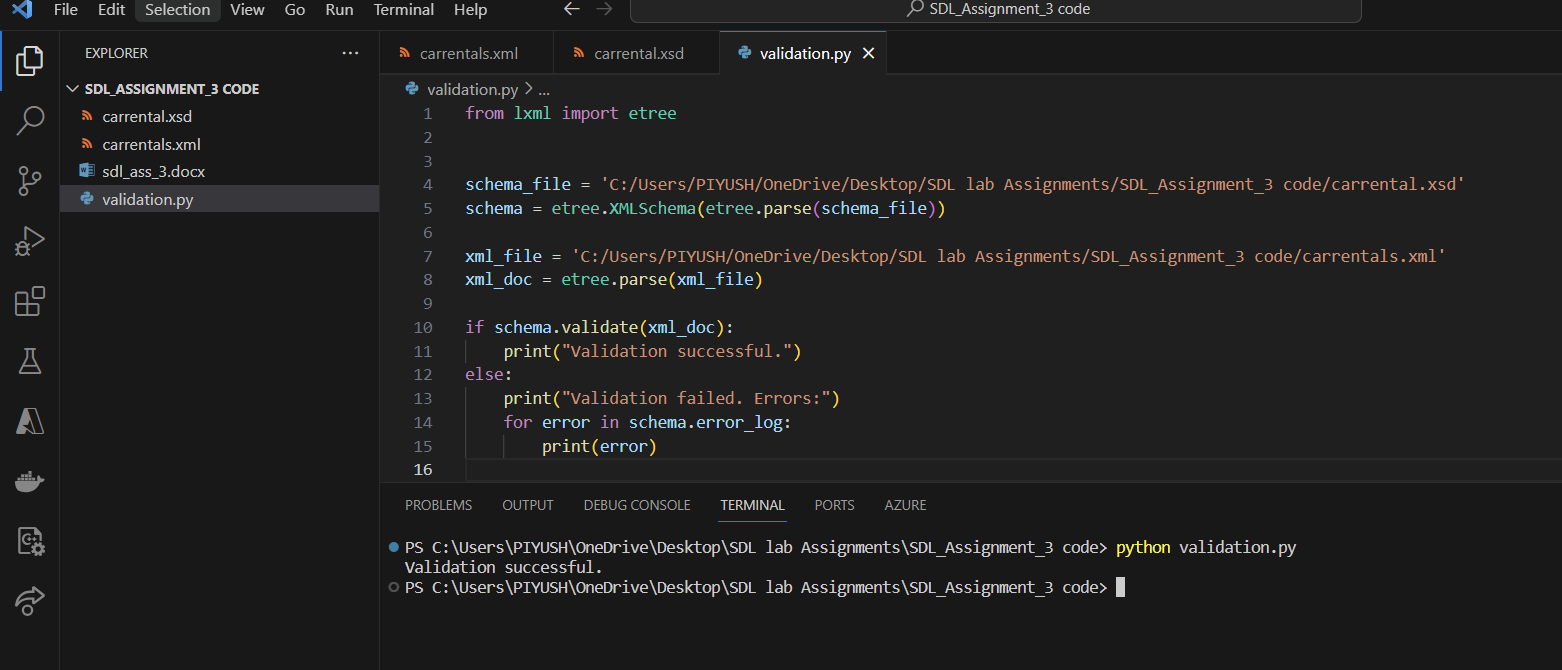 File Edit Selection View Go Run Terminal Help ← → SDL_Assignment_3 code
EXPLORER ...
SDL_ASSIGNMENT_3 CODE
carrental.xsd
carrentals.xml
sdl_ass_3.docx
validation.py
carrentals.xml carrental.xsd validation.py
validation.py > ...
1 from lxml import etree
2
3
4 schema_file = 'C:/Users/PIYUSH/OneDrive/Desktop/SDL lab Assignments/SDL_Assignment_3 code/carrental.xsd'
5 schema = etree.XMLSchema(etree.parse(schema_file))
6
7 xml_file = 'C:/Users/PIYUSH/OneDrive/Desktop/SDL lab Assignments/SDL_Assignment_3 code/carrentals.xml'
8 xml_doc = etree.parse(xml_file)
9
10 if schema.validate(xml_doc):
11     print("Validation successful.")
12 else:
13     print("Validation failed. Errors:")
14     for error in schema.error_log:
15         print(error)
16
PROBLEMS OUTPUT DEBUG CONSOLE TERMINAL PORTS AZURE
PS C:\Users\PIYUSH\OneDrive\Desktop\SDL lab Assignments\SDL_Assignment_3 code> python validation.py
Validation successful.
PS C:\Users\PIYUSH\OneDrive\Desktop\SDL lab Assignments\SDL_Assignment_3 code>